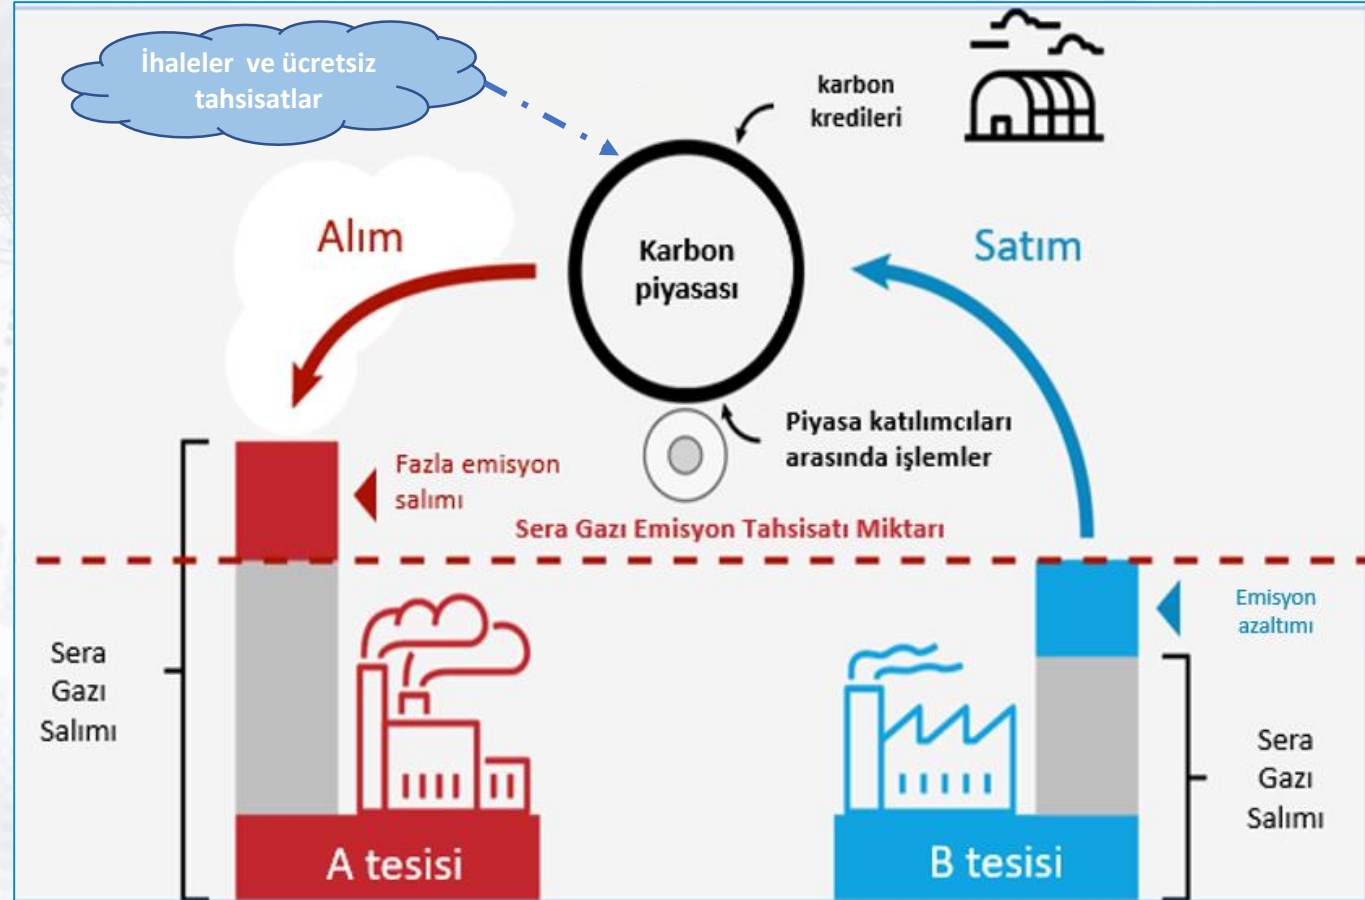 İhaleler ve ücretsiz
tahsisatlar
karbon
kredileri
Alım
Karbon
piyasası
Satım
Piyasa katılımcıları
arasında işlemler
Fazla emisyon
salımı
Sera Gazı Emisyon Tahsisatı Miktarı
Emisyon
azaltımı
Sera
Gazı
Salımı
Sera
Gazı
Salımı
A tesisi
B tesisi